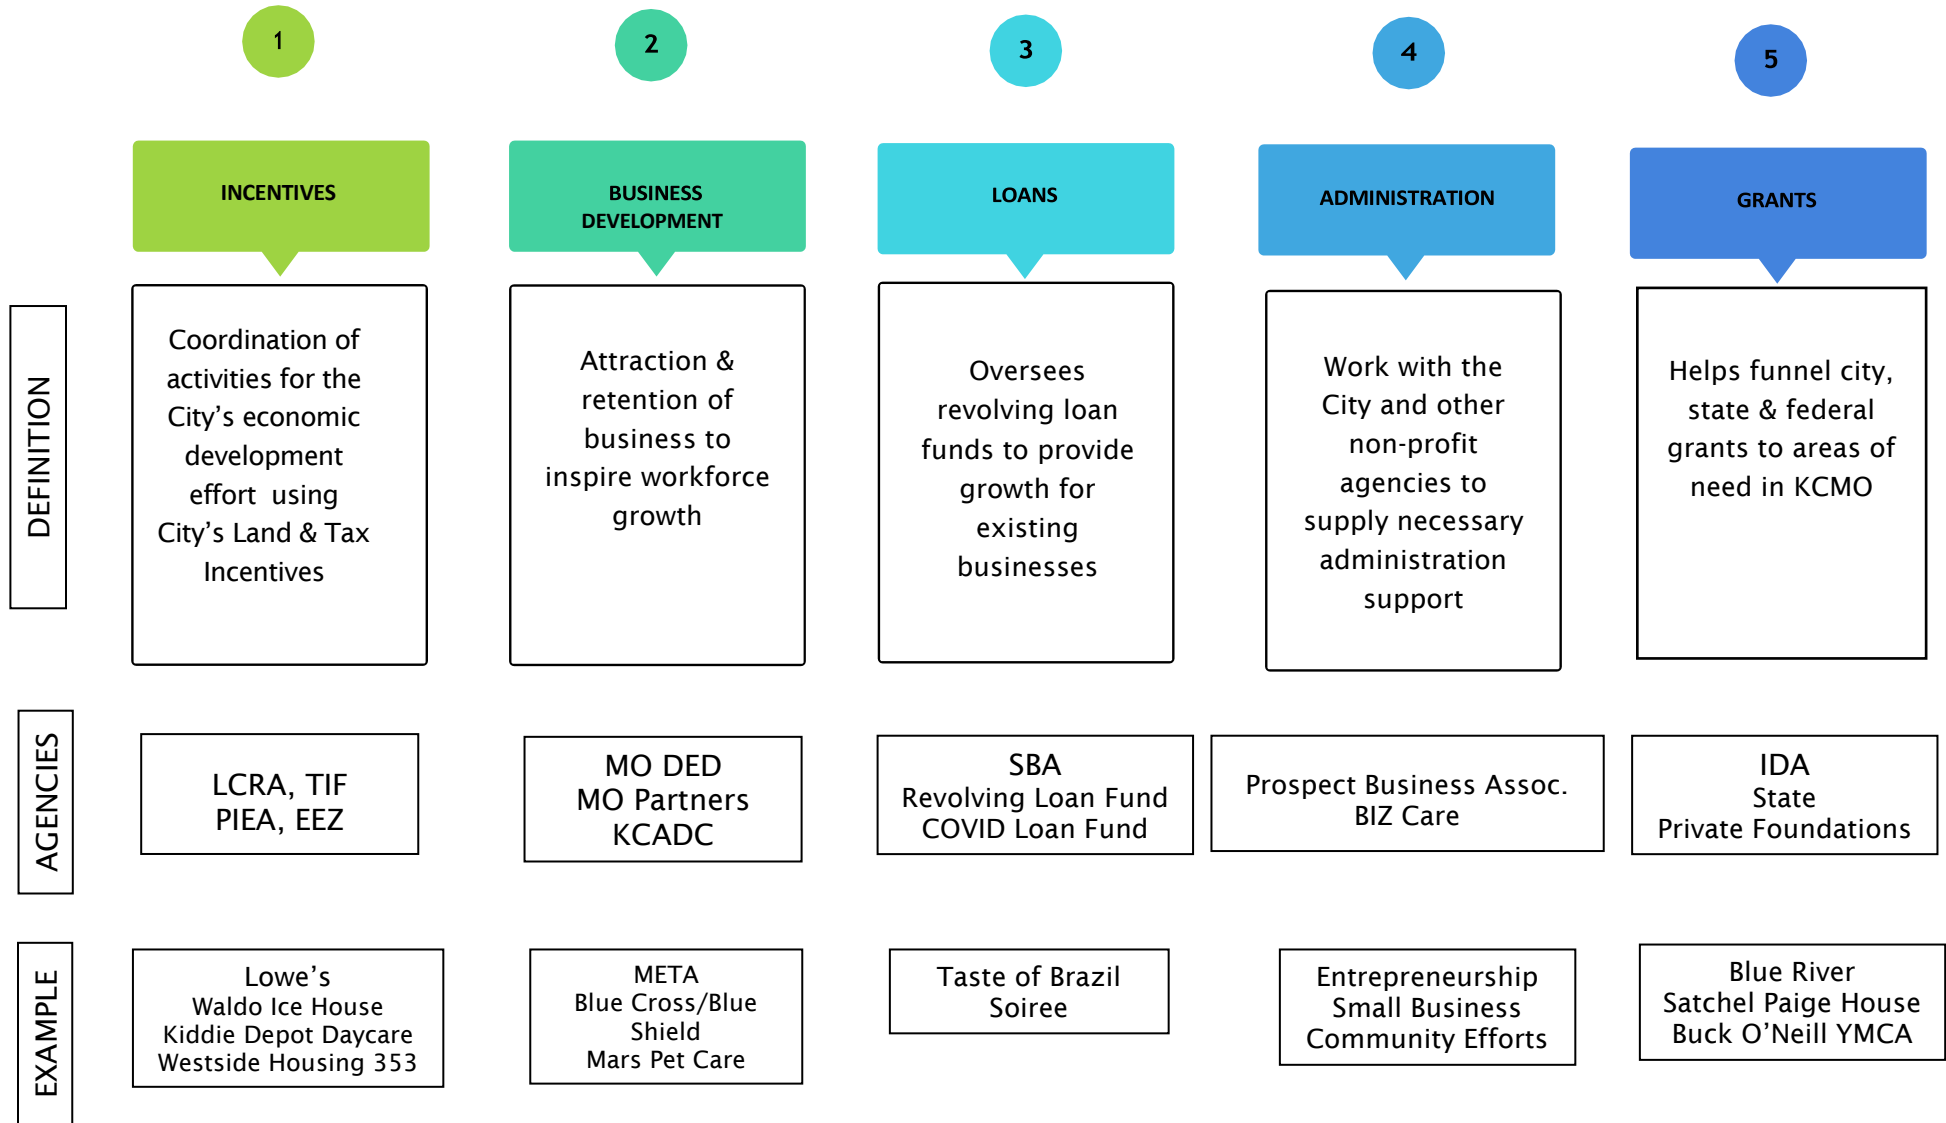 1
2
3
4
5
INCENTIVES
BUSINESS
DEVELOPMENT
LOANS
ADMINISTRATION
GRANTS
DEFINITION
Coordination of
activities for the
City’s economic
development
effort using
City’s Land & Tax
Incentives
Attraction &
retention of
business to
inspire workforce
growth
Oversees
revolving loan
funds to provide
growth for
existing
businesses
Work with the
City and other
non-profit
agencies to
supply necessary
administration
support
Helps funnel city,
state & federal
grants to areas of
need in KCMO
AGENCIES
LCRA, TIF
PIEA, EEZ
MO DED
MO Partners
KCADC
SBA
Revolving Loan Fund
COVID Loan Fund
Prospect Business Assoc.
BIZ Care
IDA
State
Private Foundations
EXAMPLE
Lowe’s
Waldo Ice House
Kiddie Depot Daycare
Westside Housing 353
META
Blue Cross/Blue
Shield
Mars Pet Care
Taste of Brazil
Soiree
Entrepreneurship
Small Business
Community Efforts
Blue River
Satchel Paige House
Buck O’Neill YMCA